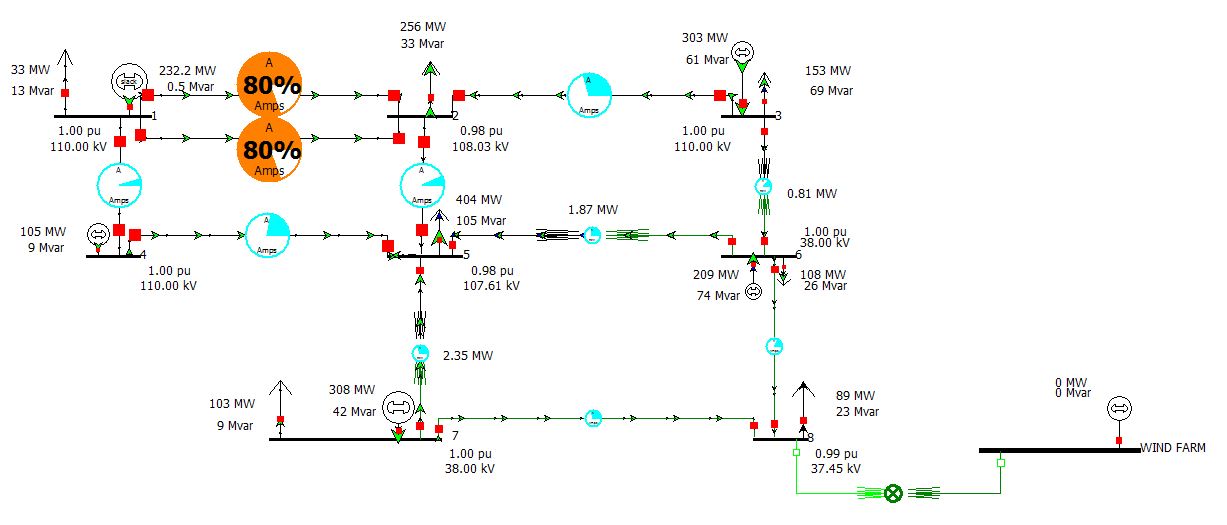 256 MW
33 Mvar
303 MW
61 Mvar
33 MW
13 Mvar
slack
232.2 MW
0.5 Mvar
A
80%
Amps
A
153 MW
69 Mvar
1
2
3
1.00 pu
110.00 kV
A
80%
Amps
0.98 pu
108.03 kV
1.00 pu
110.00 kV
A
Amps
A
Amps
404 MW
105 Mvar
0.81 MW
105 MW
9 Mvar
A
Amps
1.87 MW
1.00 pu
38.00 kV
4
5
6
1.00 pu
110.00 kV
0.98 pu
107.61 kV
209 MW
74 Mvar
108 MW
26 Mvar
2.35 MW
103 MW
9 Mvar
308 MW
42 Mvar
89 MW
23 Mvar
0 MW
0 Mvar
7
8
1.00 pu
38.00 kV
0.99 pu
37.45 kV
WIND FARM